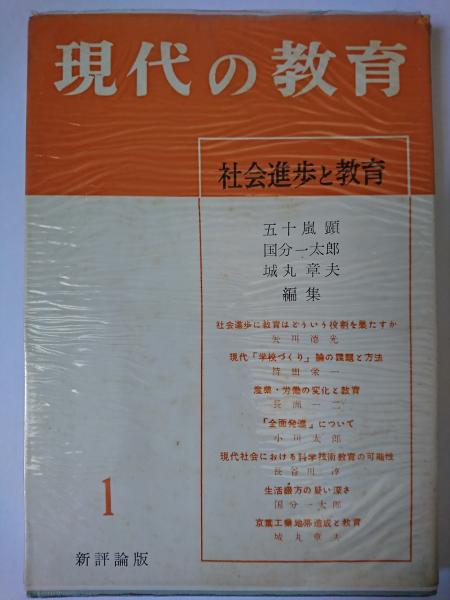 現代の教育
社会進歩と教育
五十嵐 顕
国分一太郎
城丸章夫
編集
社会進歩に教育はどういう役割を果たすか
矢川徳光
現代「学校づくり」論の課題と方法
皆田栄一
産業・労働の変化と教育
長洲一二
「全面発達」について
小川太郎
現代社会における科学技術教育の可能性
長谷川淳
生活綴方の疑い深さ
国分一太郎
京葉工業地帯造成と教育
城丸章夫
1
新評論版